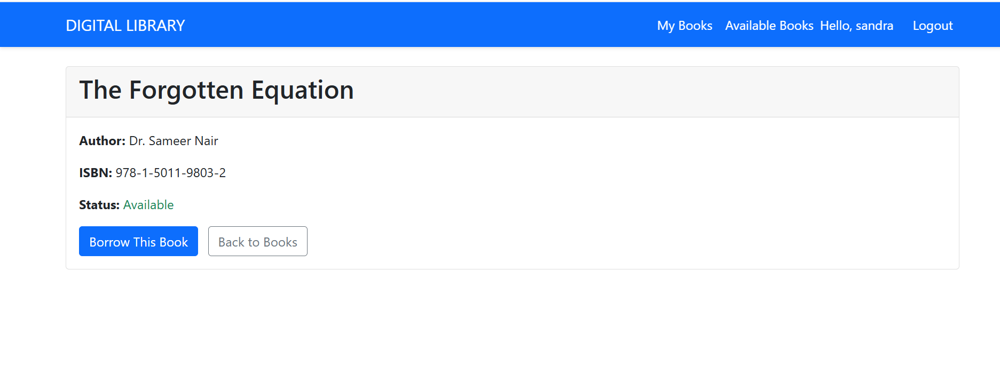 DIGITAL LIBRARY My Books Available Books Hello, sandra Logout
The Forgotten Equation
Author: Dr. Sameer Nair
ISBN: 978-1-5011-9803-2
Status: Available
Borrow This Book Back to Books